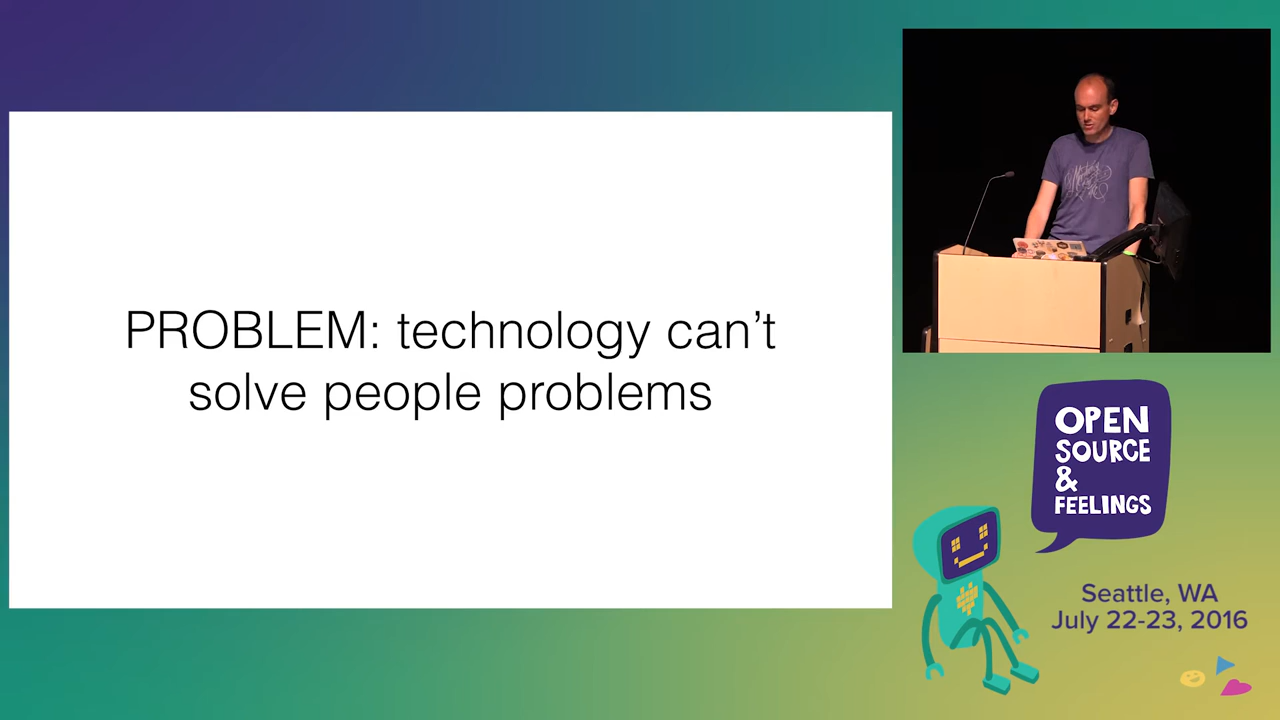 PROBLEM: technology can’t
solve people problems
OPEN
SOURCE
&
FEELINGS
Seattle, WA
July 22-23, 2016